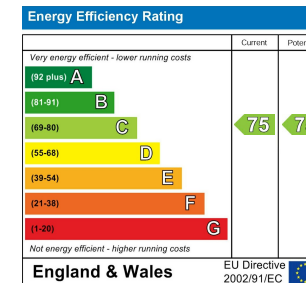 Energy Efficiency Rating
Current
Very energy efficient - lower running costs
(92 plus) A
(81-91) B
(69-80) C
75
(55-68) D
(39-54) E
(21-38) F
(1-20) G
Not energy efficient - higher running costs
England & Wales
EU Directive
2002/91/EC